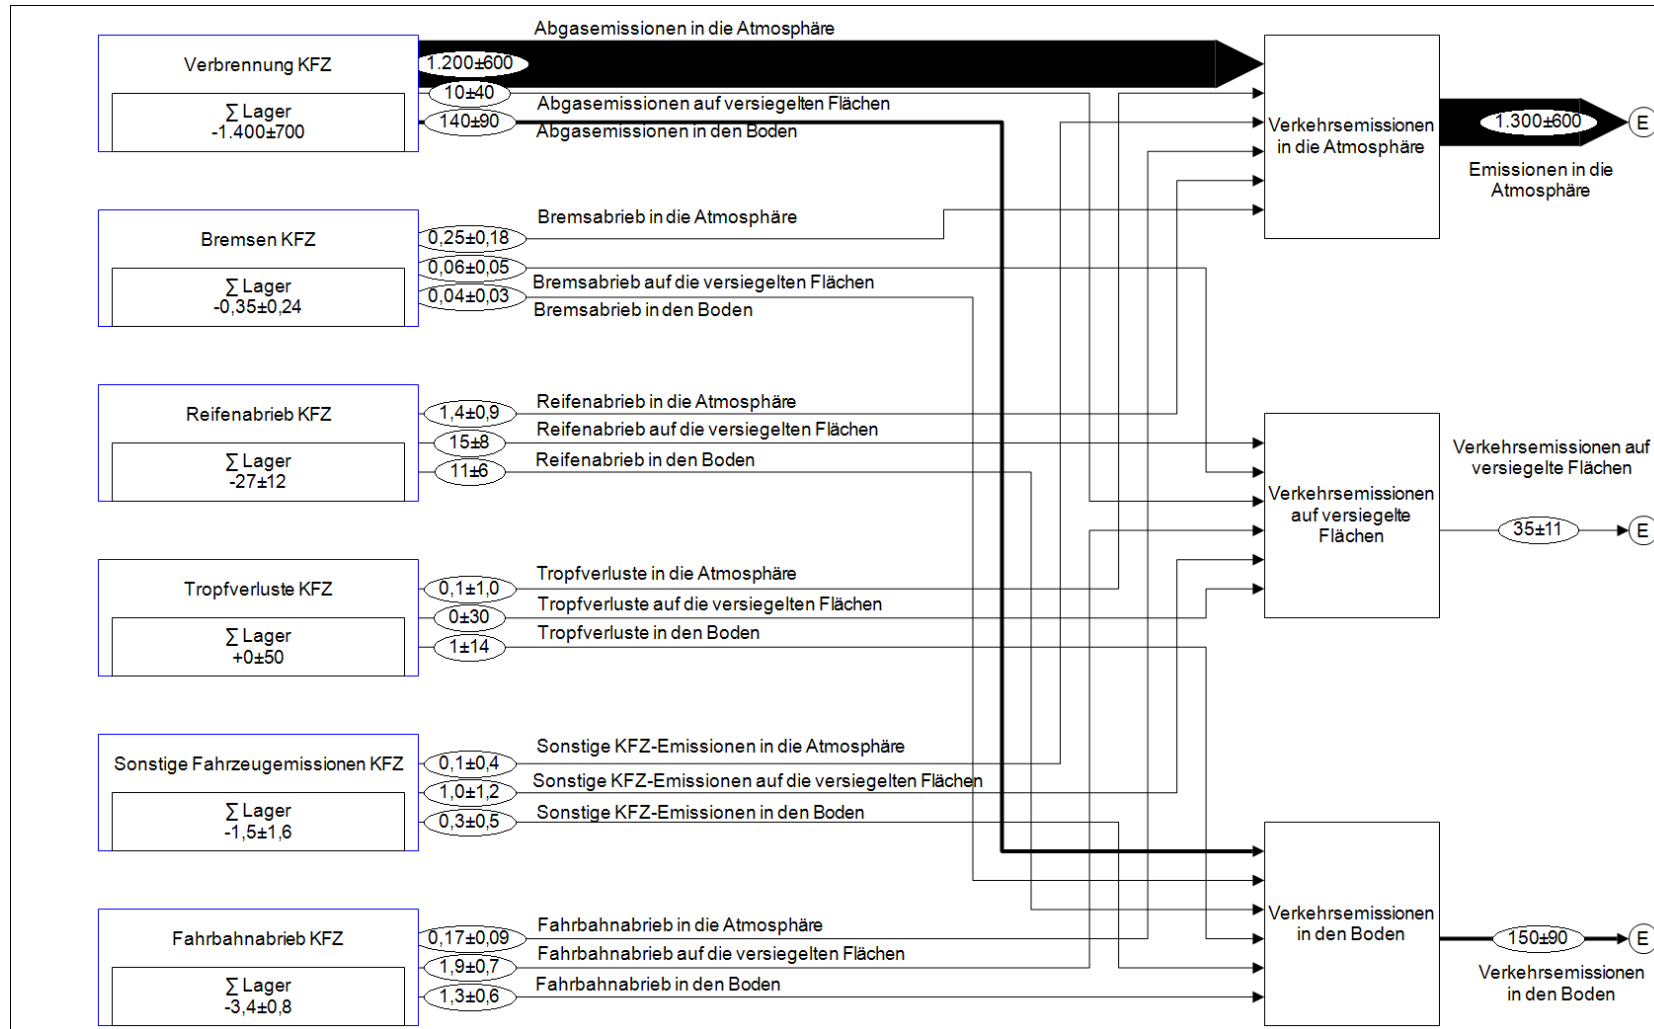 Abgasemissionen in die Atmosphäre
Verbrennung KFZ
1.200±600
10±40
Abgasemissionen auf versiegelten Flächen
∑ Lager
-1.400±700
140±90
Abgasemissionen in den Boden
Verkehrsemissionen
in die Atmosphäre
1.300±600
E
Emissionen in die
Atmosphäre
Bremsabrieb in die Atmosphäre
Bremsen KFZ
0,25±0,18
0,06±0,05
Bremsabrieb auf die versiegelten Flächen
∑ Lager
-0,35±0,24
0,04±0,03
Bremsabrieb in den Boden
Reifenabrieb in die Atmosphäre
Reifenabrieb KFZ
1,4±0,9
Reifenabrieb auf die versiegelten Flächen
15±8
Reifenabrieb in den Boden
∑ Lager
-27±12
11±6
Verkehrsemissionen auf
versiegelte Flächen
Verkehrsemissionen
auf versiegelte
Flächen
35±11
E
Tropfverluste in die Atmosphäre
Tropfverluste KFZ
0,1±1,0
Tropfverluste auf die versiegelten Flächen
0±30
Tropfverluste in den Boden
∑ Lager
+0±50
1±14
Sonstige KFZ-Emissionen in die Atmosphäre
Sonstige Fahrzeugemissionen KFZ
0,1±0,4
Sonstige KFZ-Emissionen auf die versiegelten Flächen
1,0±1,2
Sonstige KFZ-Emissionen in den Boden
∑ Lager
-1,5±1,6
0,3±0,5
Fahrbahnabrieb in die Atmosphäre
Fahrbahnabrieb KFZ
0,17±0,09
Fahrbahnabrieb auf die versiegelten Flächen
1,9±0,7
Fahrbahnabrieb in den Boden
∑ Lager
-3,4±0,8
1,3±0,6
Verkehrsemissionen
in den Boden
150±90
E
Verkehrsemissionen
in den Boden